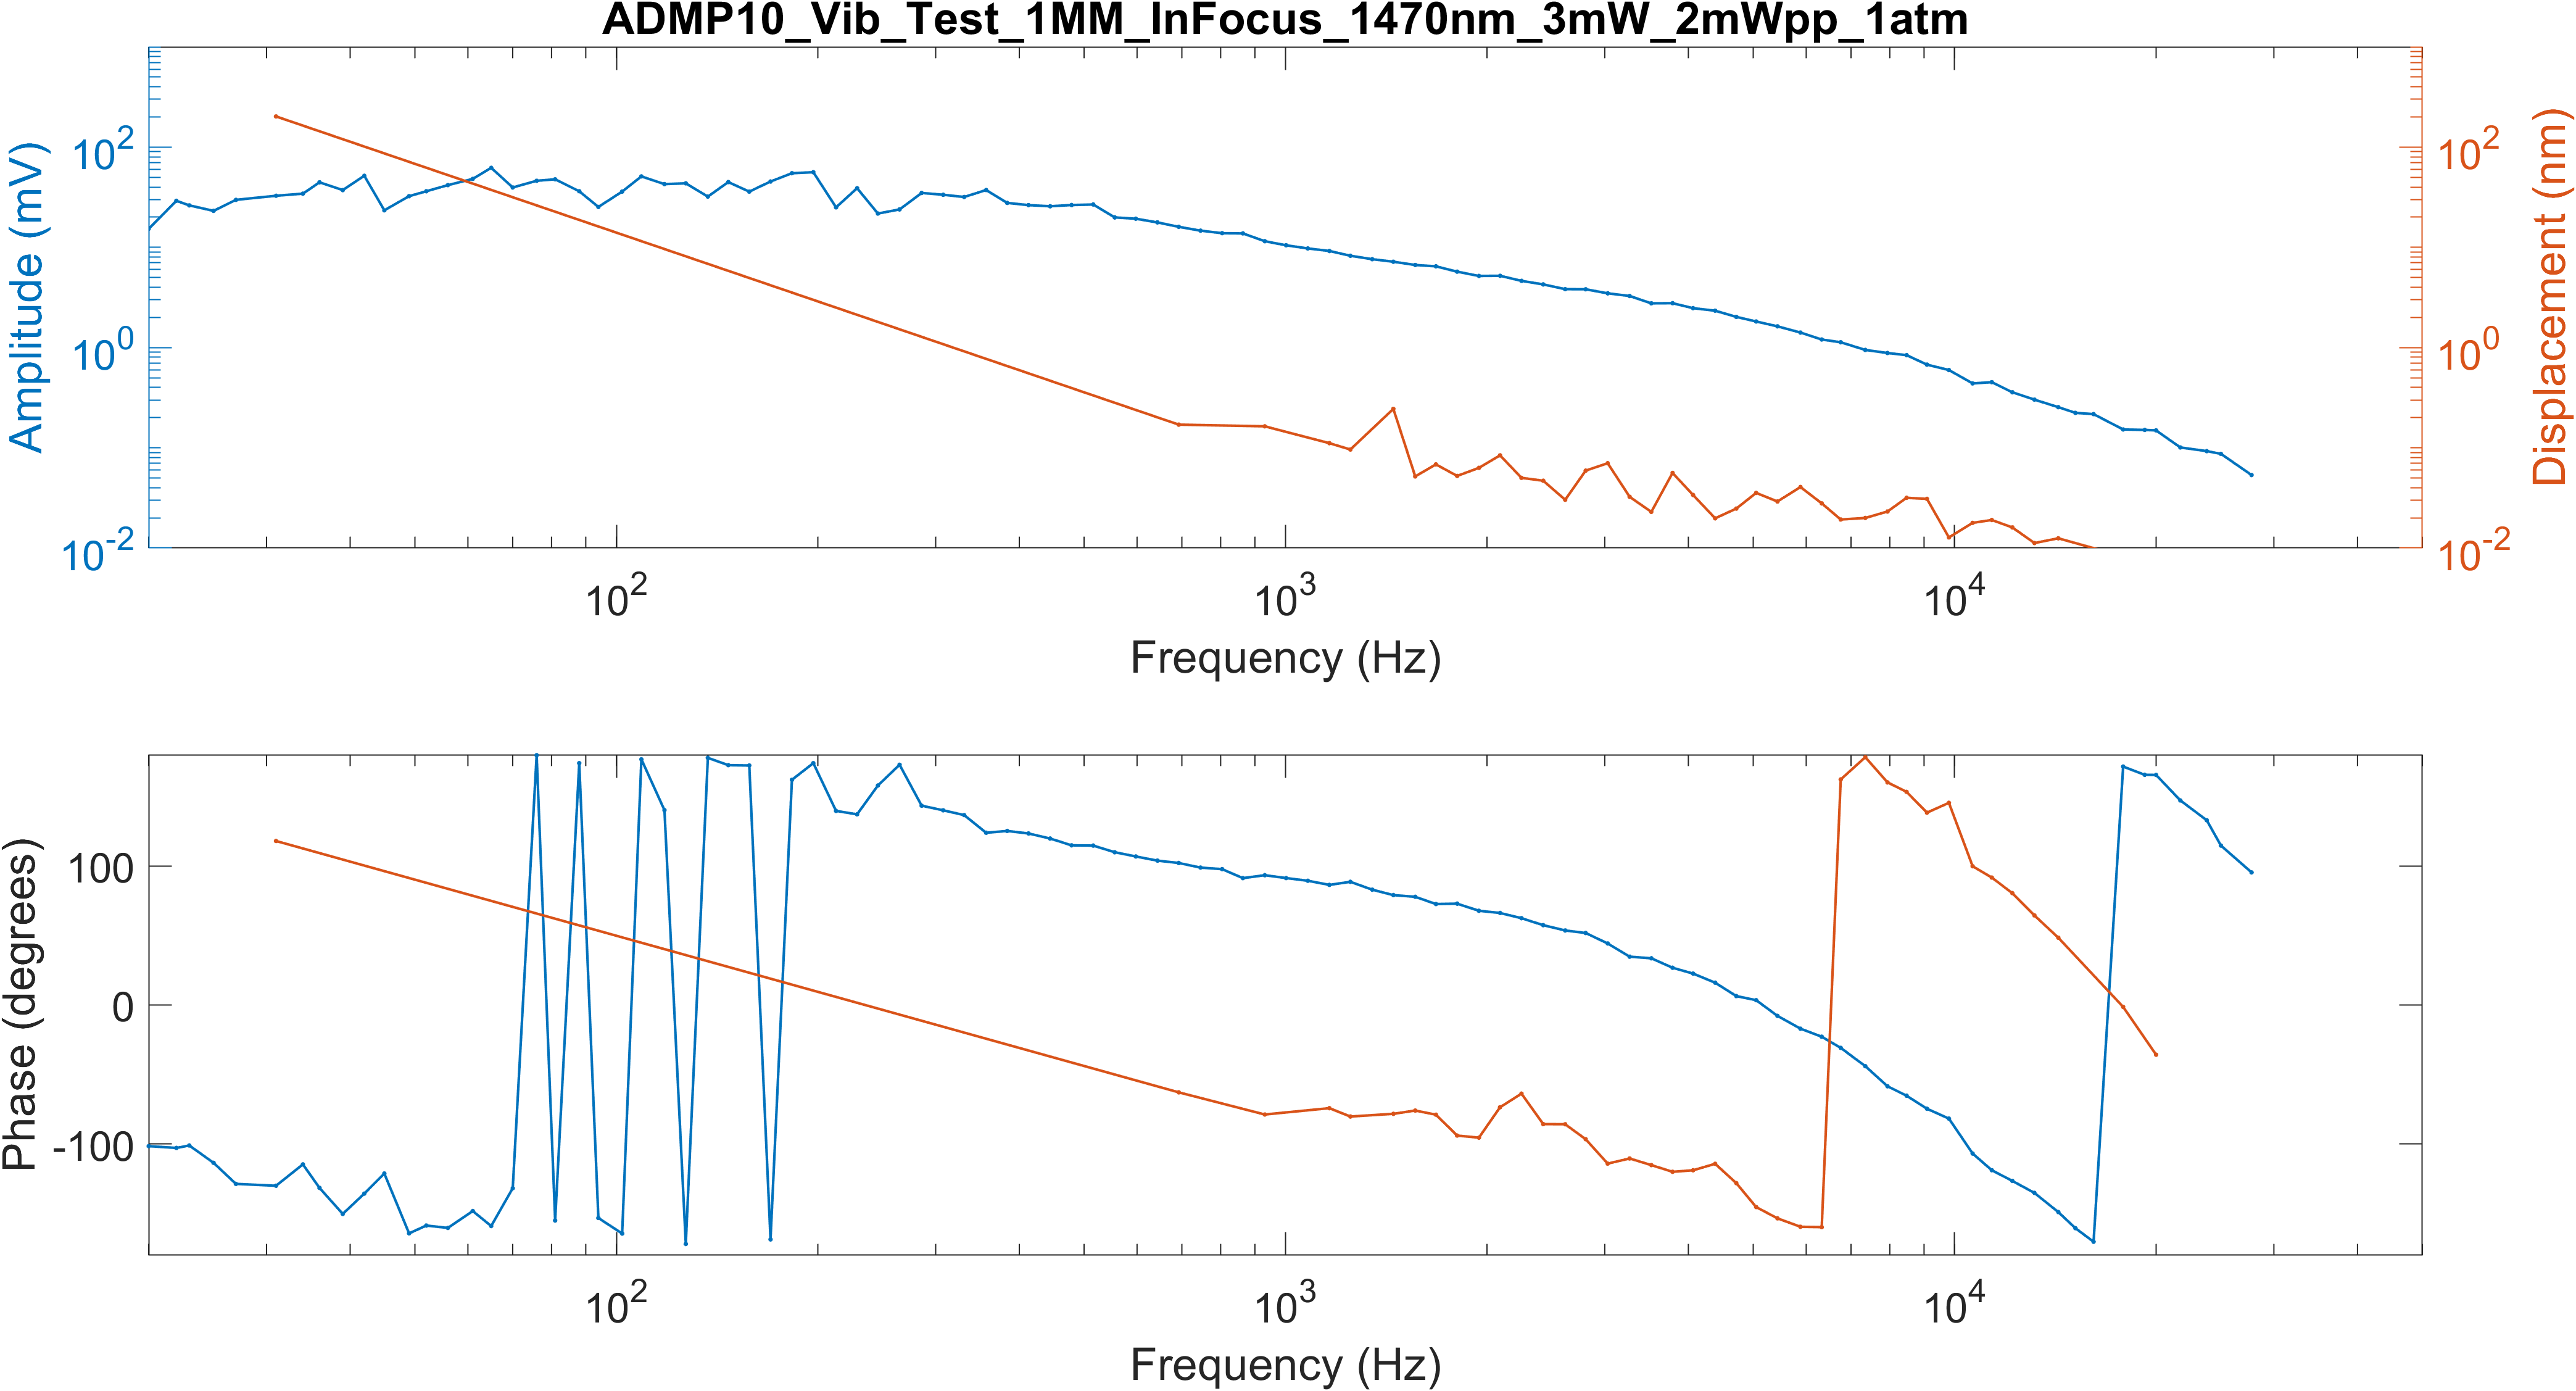 ADMP10_Vib_Test_1MM_InFocus_1470nm_3mW_2mWpp_1atm
Amplitude (mV)
10^2
10^0
10^-2
10^2
10^0
10^-2
Displacement (nm)
10^2 10^3 10^4
Frequency (Hz)
Phase (degrees)
100
0
-100
10^2 10^3 10^4
Frequency (Hz)